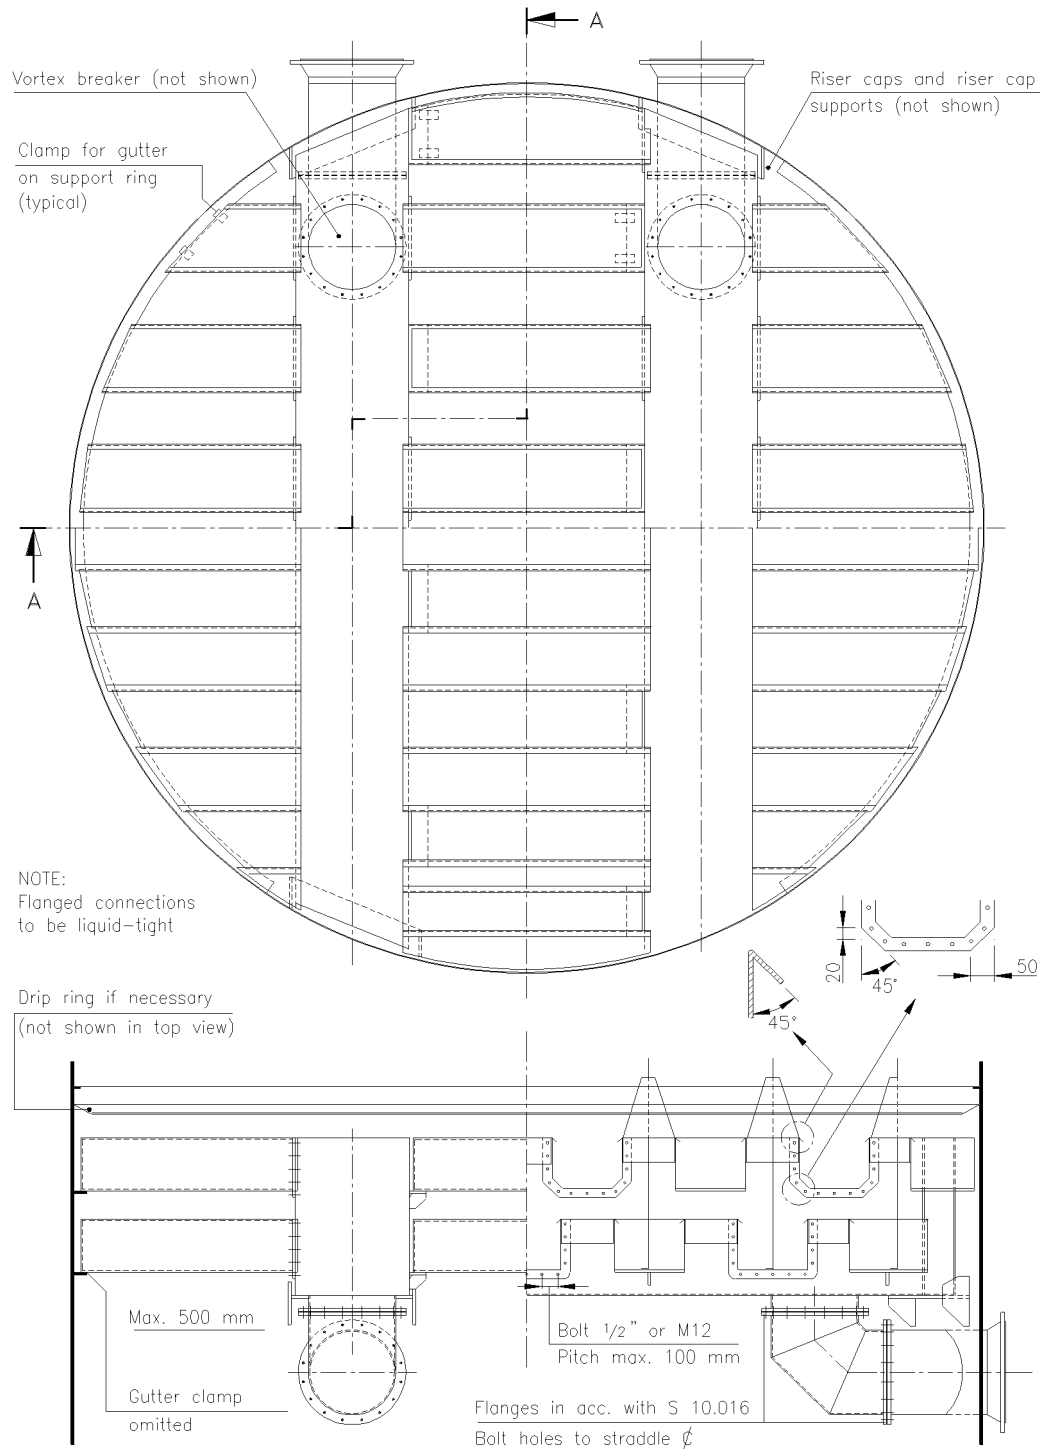 A
Vortex breaker (not shown)
Riser caps and riser cap
supports (not shown)
Clamp for gutter
on support ring
(typical)
A
NOTE:
Flanged connections
to be liquid-tight
20
45°
50
45°
Drip ring if necessary
(not shown in top view)
Max. 500 mm
Bolt 1/2" or M12
Pitch max. 100 mm
Gutter clamp
omitted
Flanges in acc. with S 10.016
Bolt holes to straddle ₵